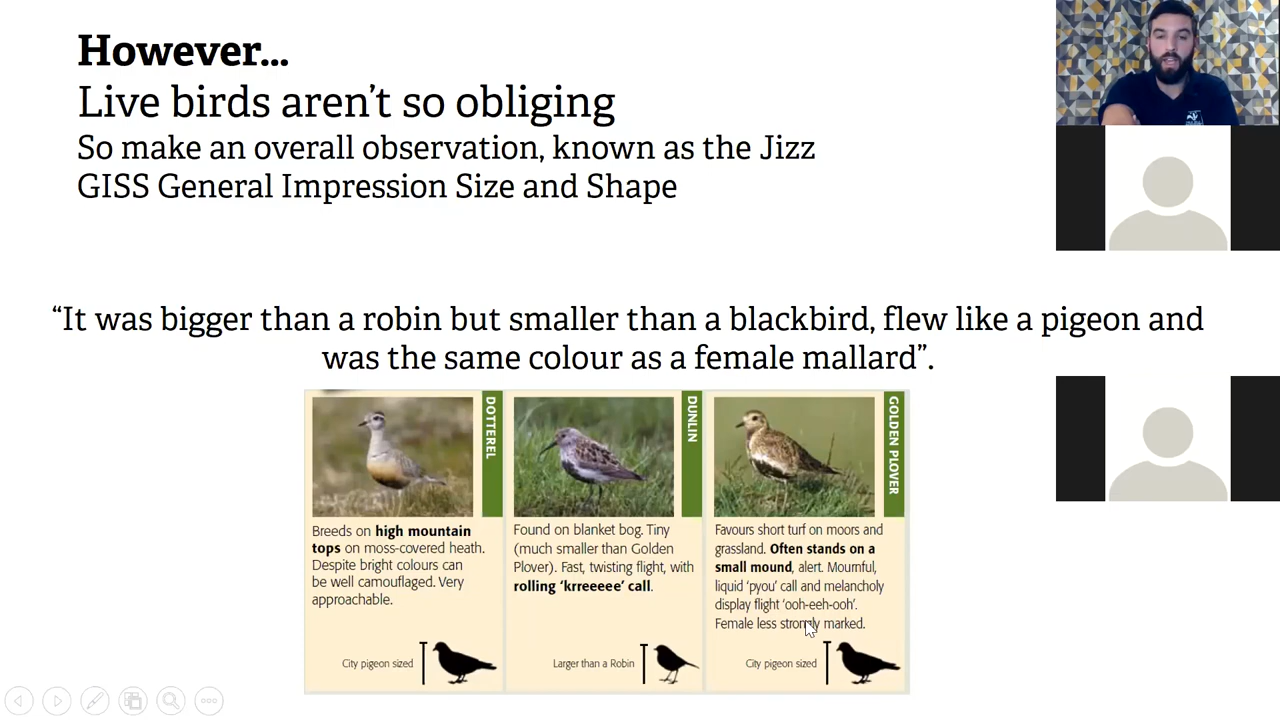 However...
Live birds aren't so obliging
So make an overall observation, known as the Jizz
GISS General Impression Size and Shape
“It was bigger than a robin but smaller than a blackbird, flew like a pigeon and
was the same colour as a female mallard”.
DOTTEREL
Breeds on high mountain
tops on moss-covered heath.
Despite bright colours can
be well camouflaged. Very
approachable.
City pigeon sized
DUNLIN
Found on blanket bog. Tiny
(much smaller than Golden
Plover). Fast, twisting flight, with
rolling ‘krreeeee’ call.
Larger than a Robin
GOLDEN PLOVER
Favours short turf on moors and
grassland. Often stands on a
small mound, alert. Mournful,
liquid ‘pyou’ call and melancholy
display flight ‘ooh-eeh-ooh’.
Female less strongly marked.
City pigeon sized